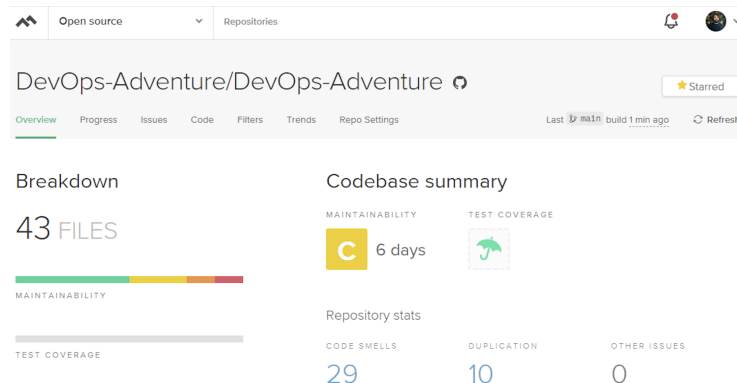 Open source Repositories
DevOps-Adventure/DevOps-Adventure
Starred
Overview Progress Issues Code Filters Trends Repo Settings Last main build 1 min ago Refresh
Breakdown Codebase summary
MAINTAINABILITY TEST COVERAGE
43 FILES
C 6 days
MAINTAINABILITY
Repository stats
TEST COVERAGE
CODE SMELLS DUPLICATION OTHER ISSUES
29 10 0